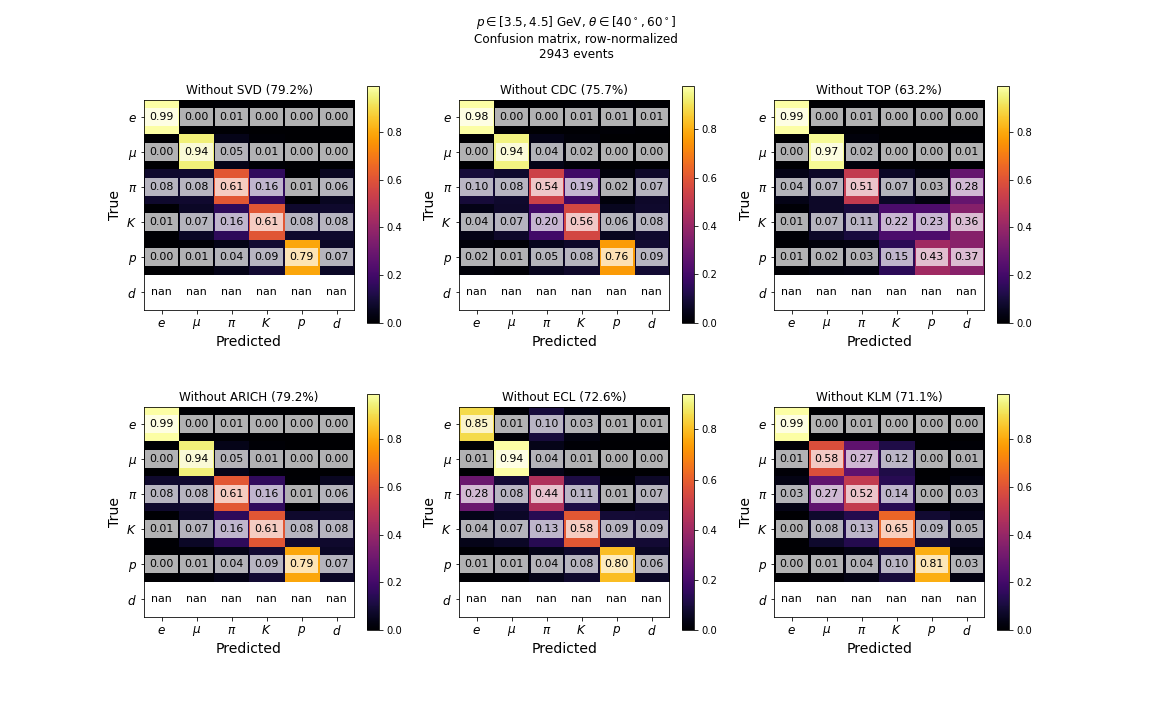 p ∈ [3.5, 4.5] GeV, θ ∈ [40°, 60°]
Confusion matrix, row-normalized
2943 events
Without SVD (79.2%)
True
e 0.99 0.00 0.01 0.00 0.00 0.00
μ 0.00 0.94 0.05 0.01 0.00 0.00
π 0.08 0.08 0.61 0.16 0.01 0.06
K 0.01 0.07 0.16 0.61 0.08 0.08
p 0.00 0.01 0.04 0.09 0.79 0.07
d nan nan nan nan nan nan
e μ π K p d
Predicted
0.8
0.6
0.4
0.2
0.0
Without CDC (75.7%)
True
e 0.98 0.00 0.01 0.00 0.01 0.01
μ 0.00 0.94 0.04 0.02 0.00 0.00
π 0.10 0.08 0.54 0.19 0.02 0.07
K 0.04 0.07 0.20 0.56 0.06 0.08
p 0.02 0.01 0.05 0.08 0.76 0.09
d nan nan nan nan nan nan
e μ π K p d
Predicted
0.8
0.6
0.4
0.2
0.0
Without TOP (63.2%)
True
e 0.99 0.00 0.01 0.00 0.00 0.00
μ 0.00 0.97 0.02 0.00 0.00 0.01
π 0.04 0.07 0.51 0.07 0.03 0.28
K 0.01 0.07 0.11 0.22 0.23 0.36
p 0.01 0.02 0.03 0.15 0.43 0.37
d nan nan nan nan nan nan
e μ π K p d
Predicted
0.8
0.6
0.4
0.2
0.0
Without ARICH (79.2%)
True
e 0.99 0.00 0.01 0.00 0.00 0.00
μ 0.00 0.94 0.05 0.01 0.00 0.00
π 0.08 0.08 0.61 0.16 0.01 0.06
K 0.01 0.07 0.16 0.61 0.08 0.08
p 0.00 0.01 0.04 0.09 0.79 0.07
d nan nan nan nan nan nan
e μ π K p d
Predicted
0.8
0.6
0.4
0.2
0.0
Without ECL (72.6%)
True
e 0.85 0.01 0.10 0.03 0.01 0.01
μ 0.01 0.94 0.04 0.01 0.00 0.00
π 0.28 0.08 0.44 0.11 0.01 0.07
K 0.04 0.07 0.13 0.58 0.09 0.09
p 0.01 0.01 0.04 0.08 0.80 0.06
d nan nan nan nan nan nan
e μ π K p d
Predicted
0.8
0.6
0.4
0.2
0.0
Without KLM (71.1%)
True
e 0.99 0.00 0.01 0.00 0.00 0.00
μ 0.01 0.58 0.27 0.12 0.00 0.01
π 0.03 0.27 0.52 0.14 0.00 0.03
K 0.00 0.08 0.13 0.65 0.09 0.05
p 0.00 0.01 0.04 0.10 0.81 0.03
d nan nan nan nan nan nan
e μ π K p d
Predicted
0.8
0.6
0.4
0.2
0.0